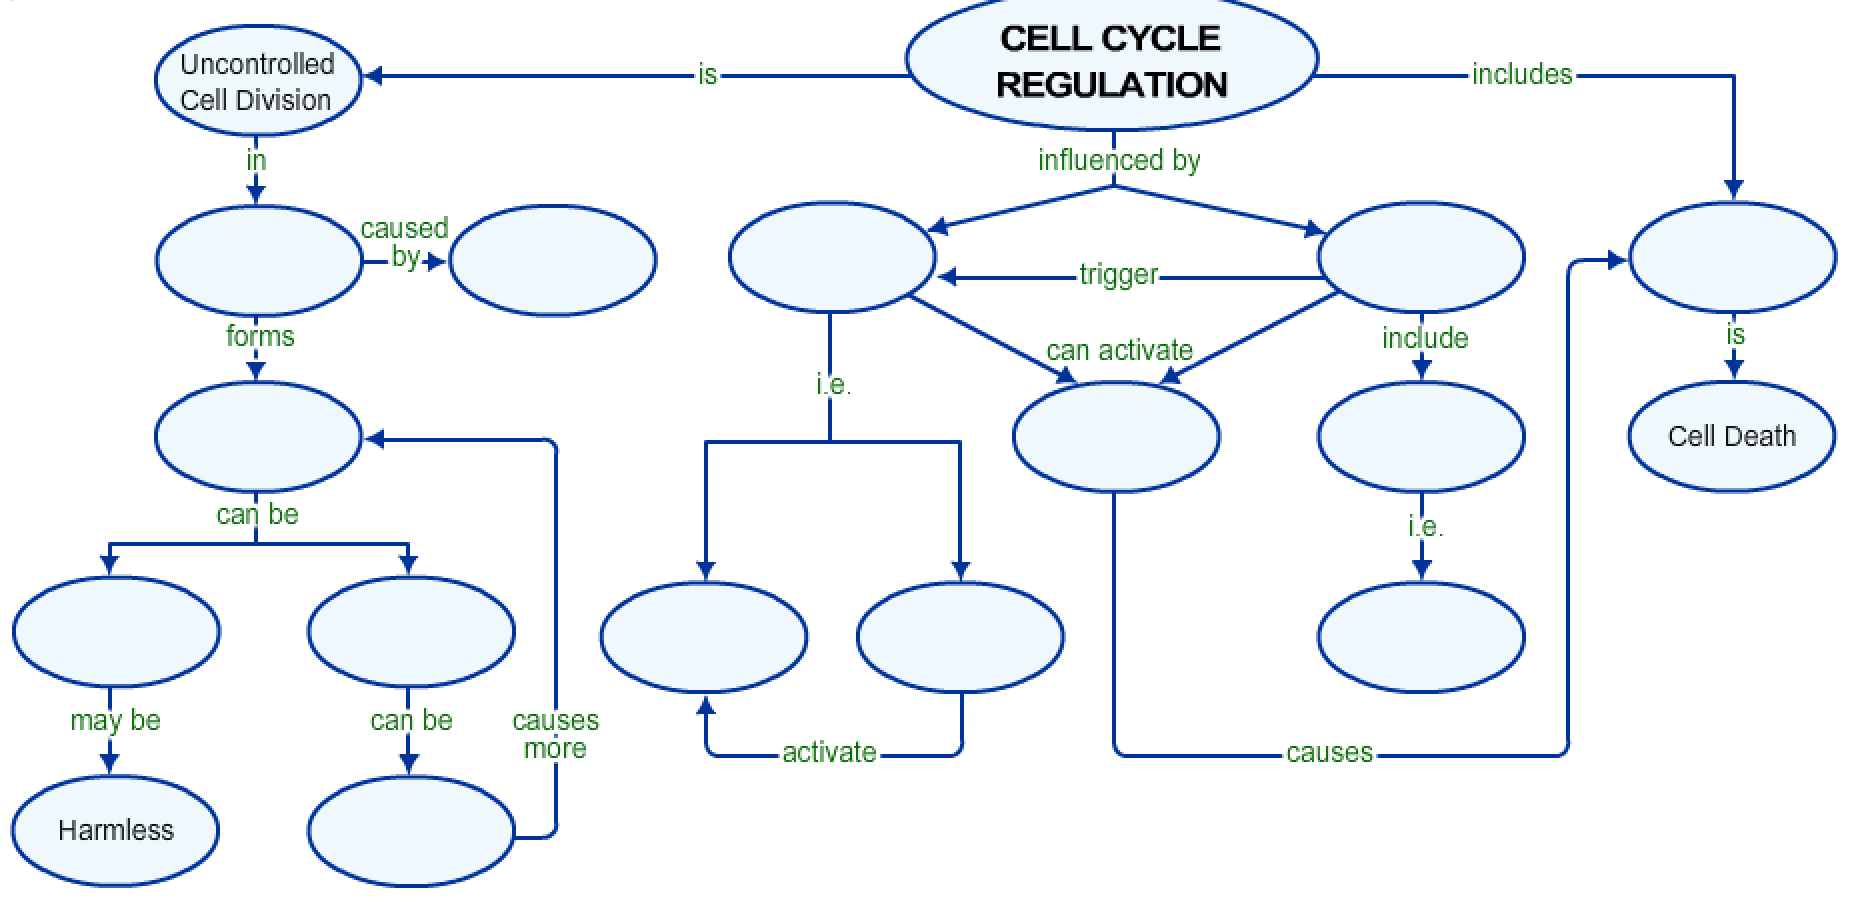 CELL CYCLE
REGULATION
Uncontrolled
Cell Division
is
includes
in
influenced by
caused
by
trigger
forms
can activate
include
is
i.e.
Cell Death
can be
i.e.
may be
can be
causes
more
activate
causes
Harmless